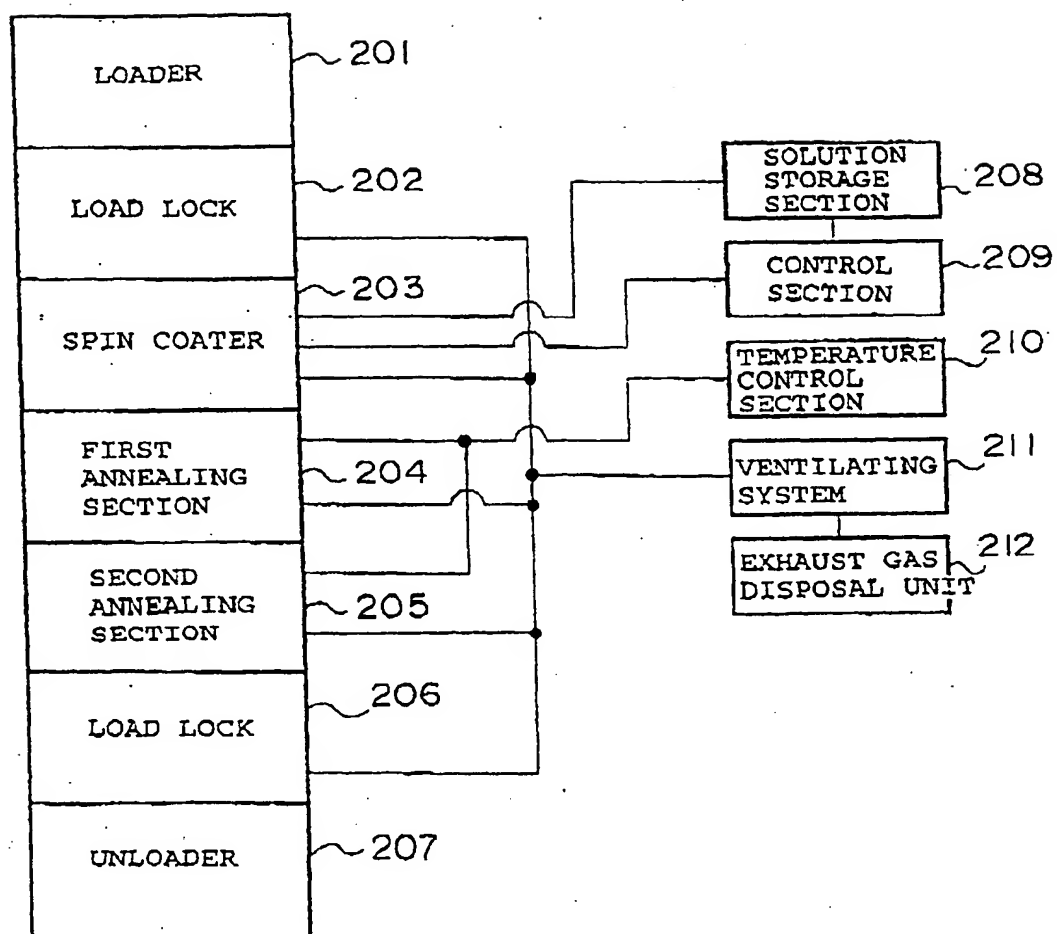 LOADER
201
LOAD LOCK
202
SPIN COATER
203
FIRST
ANNEALING
SECTION
204
SECOND
ANNEALING
SECTION
205
LOAD LOCK
206
UNLOADER
207
SOLUTION
STORAGE
SECTION
208
CONTROL
SECTION
209
TEMPERATURE
CONTROL
SECTION
210
VENTILATING
SYSTEM
211
EXHAUST GAS
DISPOSAL UNIT
212